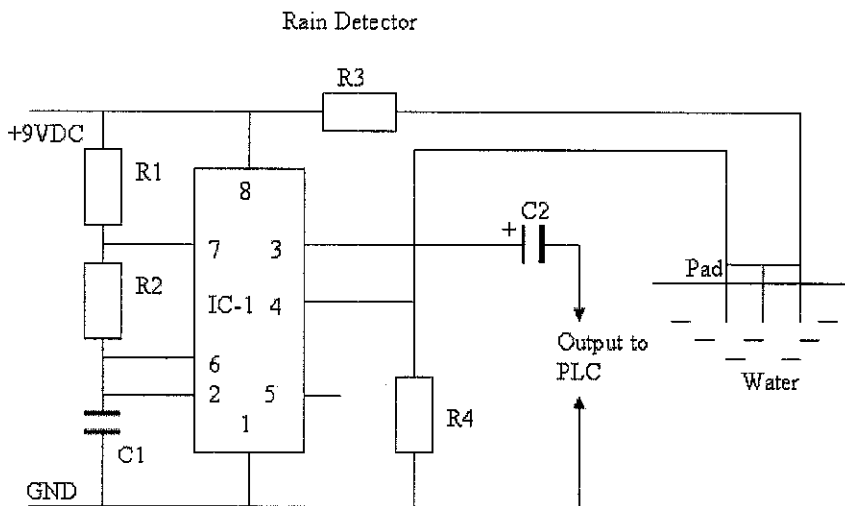 Rain Detector
R3
+9VDC
R1
8
C2
+
7
3
Pad
R2
IC-1
4
6
Output to
PLC
2
5
Water
1
R4
C1
GND